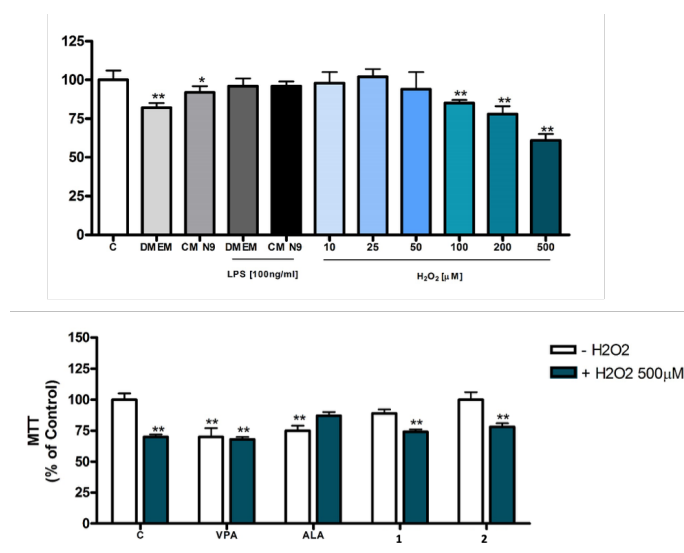 125
100
75
50
25
0
**
*
**
**
**
C DMEM CM N9 DMEM CM N9 10 25 50 100 200 500
LPS [100ng/ml] H₂O₂ [μM]
150
125
100
75
50
25
0
MTT
(% of Control)
- H2O2
+ H2O2 500μM
** ** ** ** ** **
C VPA ALA 1 2